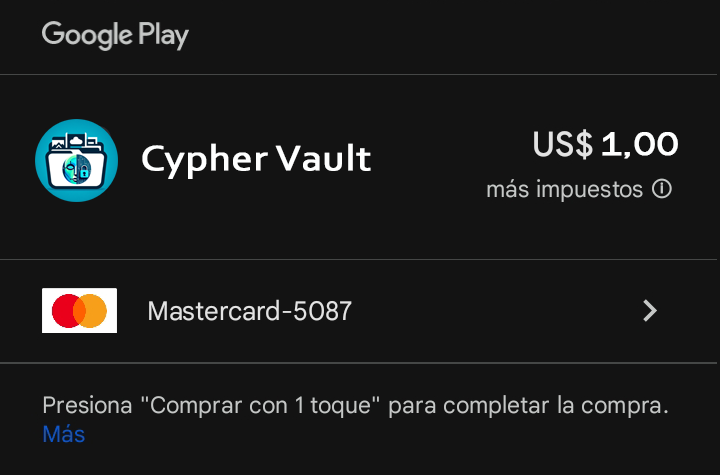 Google Play
Cypher Vault
US$ 1,00
más impuestos
Mastercard-5087
Presiona "Comprar con 1 toque" para completar la compra.
Más